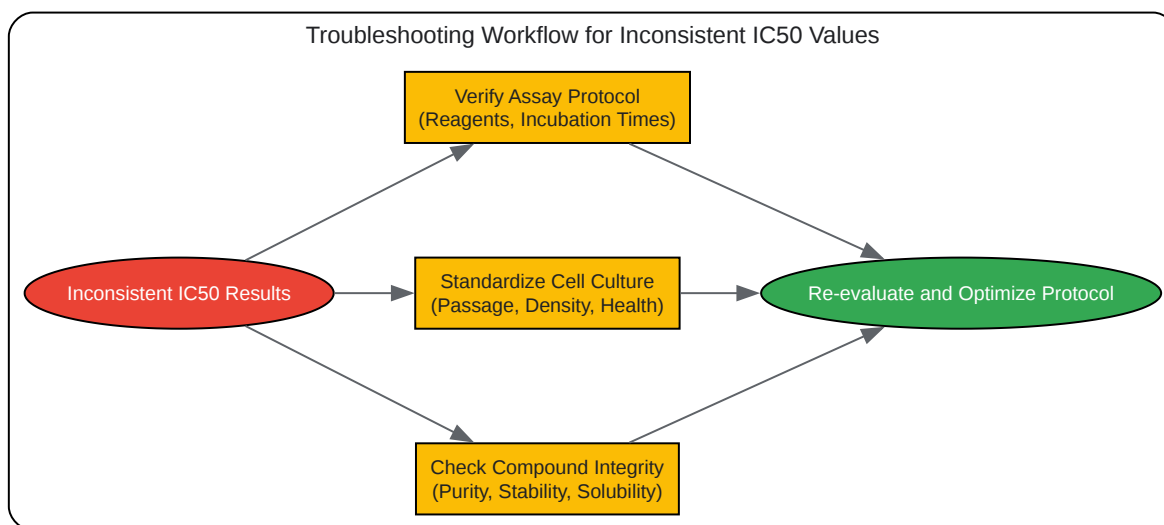 Troubleshooting Workflow for Inconsistent IC50 Values
Verify Assay Protocol
(Reagents, Incubation Times)
Inconsistent IC50 Results
Standardize Cell Culture
(Passage, Density, Health)
Re-evaluate and Optimize Protocol
Check Compound Integrity
(Purity, Stability, Solubility)